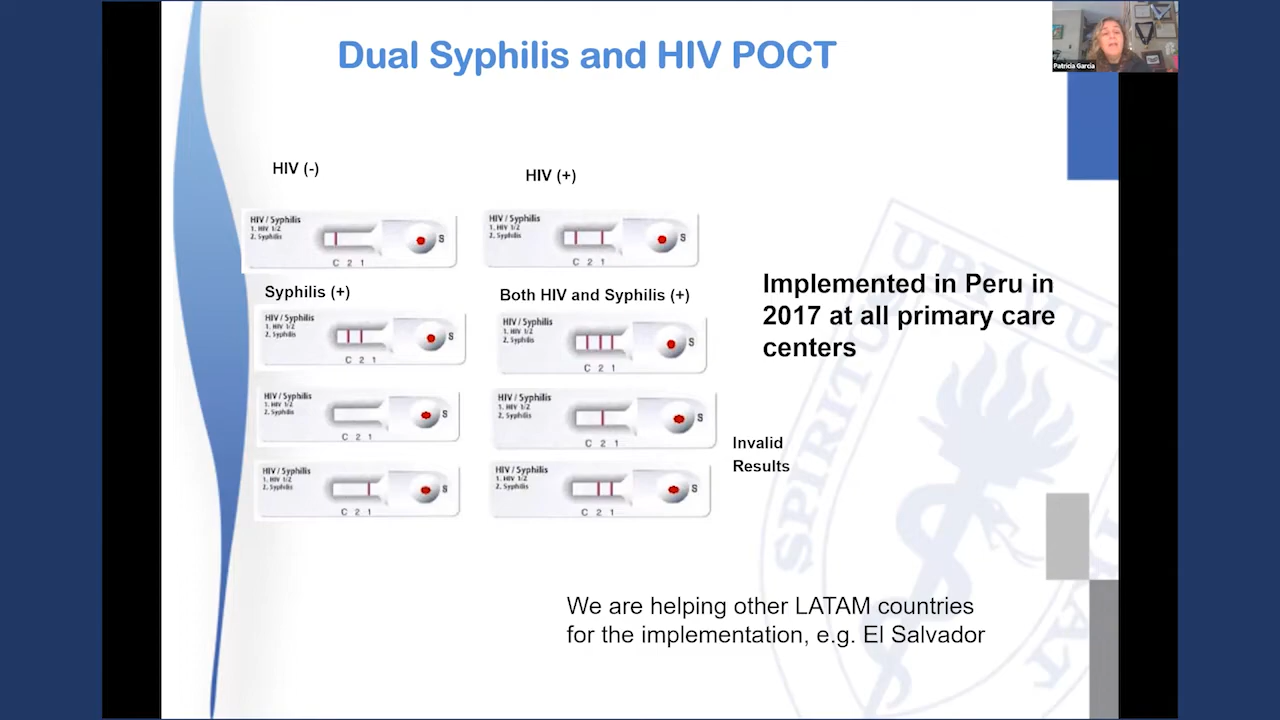 Dual Syphilis and HIV POCT
Patricia Garcia
HIV (-)
HIV (+)
HIV / Syphilis
1. HIV 1/2
2. Syphilis
S
C 2 1
HIV / Syphilis
1. HIV 1/2
2. Syphilis
S
C 2 1
Syphilis (+)
Both HIV and Syphilis (+)
HIV / Syphilis
1. HIV 1/2
2. Syphilis
S
C 2 1
HIV / Syphilis
1. HIV 1/2
2. Syphilis
S
C 2 1
HIV / Syphilis
1. HIV 1/2
2. Syphilis
S
C 2 1
HIV / Syphilis
1. HIV 1/2
2. Syphilis
S
C 2 1
HIV / Syphilis
1. HIV 1/2
2. Syphilis
S
C 2 1
HIV / Syphilis
1. HIV 1/2
2. Syphilis
S
C 2 1
Invalid
Results
Implemented in Peru in
2017 at all primary care
centers
We are helping other LATAM countries
for the implementation, e.g. El Salvador
SPIRITUS